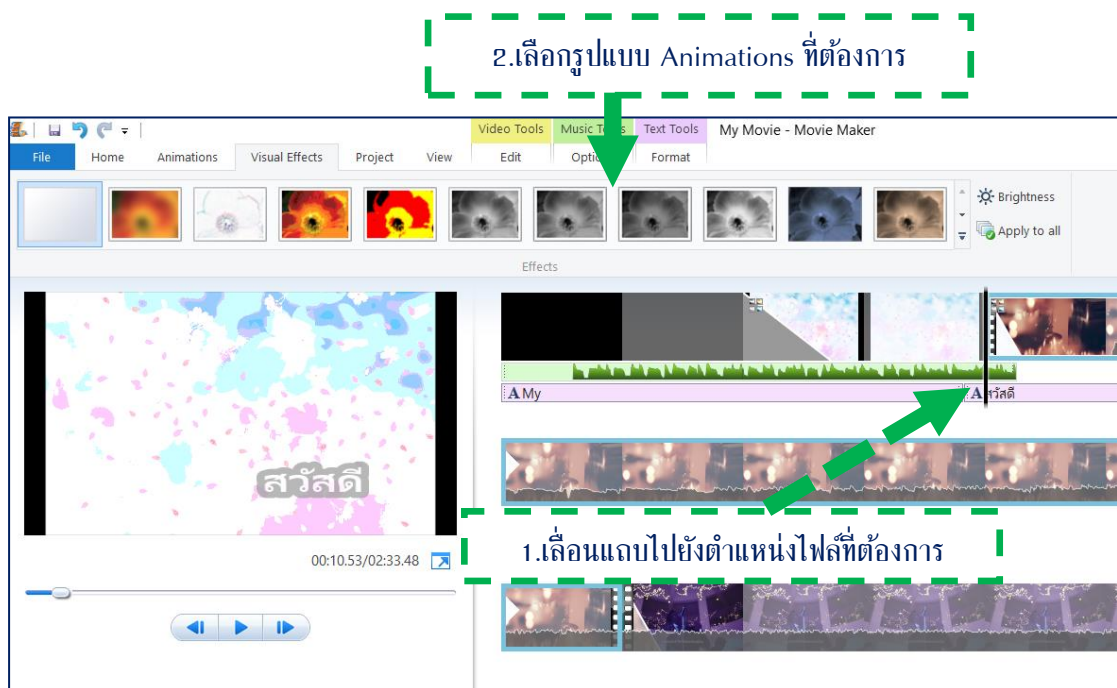 2.เลือกรูปแบบ Animations ที่ต้องการ
Video Tools Music Tools Text Tools My Movie - Movie Maker
File Home Animations Visual Effects Project View Edit Options Format
Brightness
Apply to all
Effects
A My
A สวัสดี
สวัสดี
1.เลื่อนแถบไปยังตำแหน่งไฟล์ที่ต้องการ
00:10.53/02:33.48